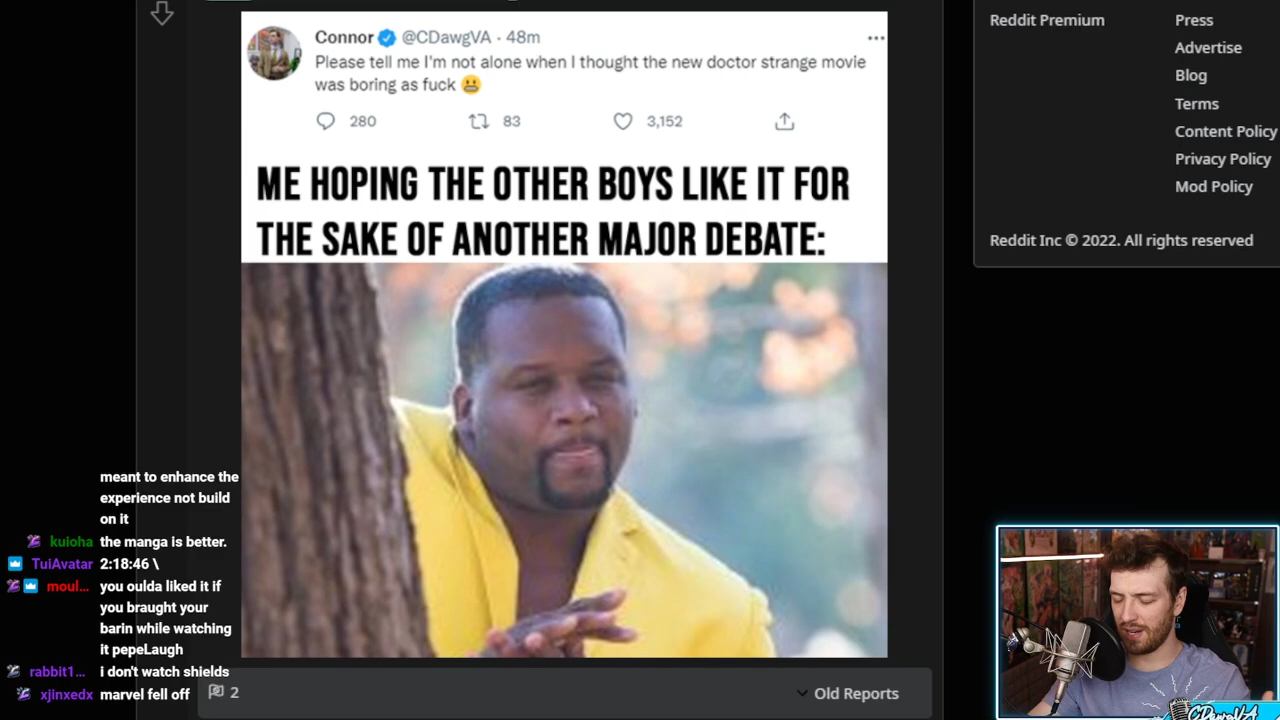 Connor @CDawgVA · 48m
Please tell me I'm not alone when I thought the new doctor strange movie
was boring as fuck 😬
280 83 3,152
ME HOPING THE OTHER BOYS LIKE IT FOR
THE SAKE OF ANOTHER MAJOR DEBATE:
2 Old Reports
Reddit Premium
Press
Advertise
Blog
Terms
Content Policy
Privacy Policy
Mod Policy
Reddit Inc © 2022. All rights reserved
meant to enhance the
experience not build
on it
kuioha the manga is better.
TuiAvatar 2:18:46 \
moul... you oulda liked it if
you braught your
barin while watching
it pepeLaugh
rabbit1... i don't watch shields
xjinxedx marvel fell off
CDawgVA